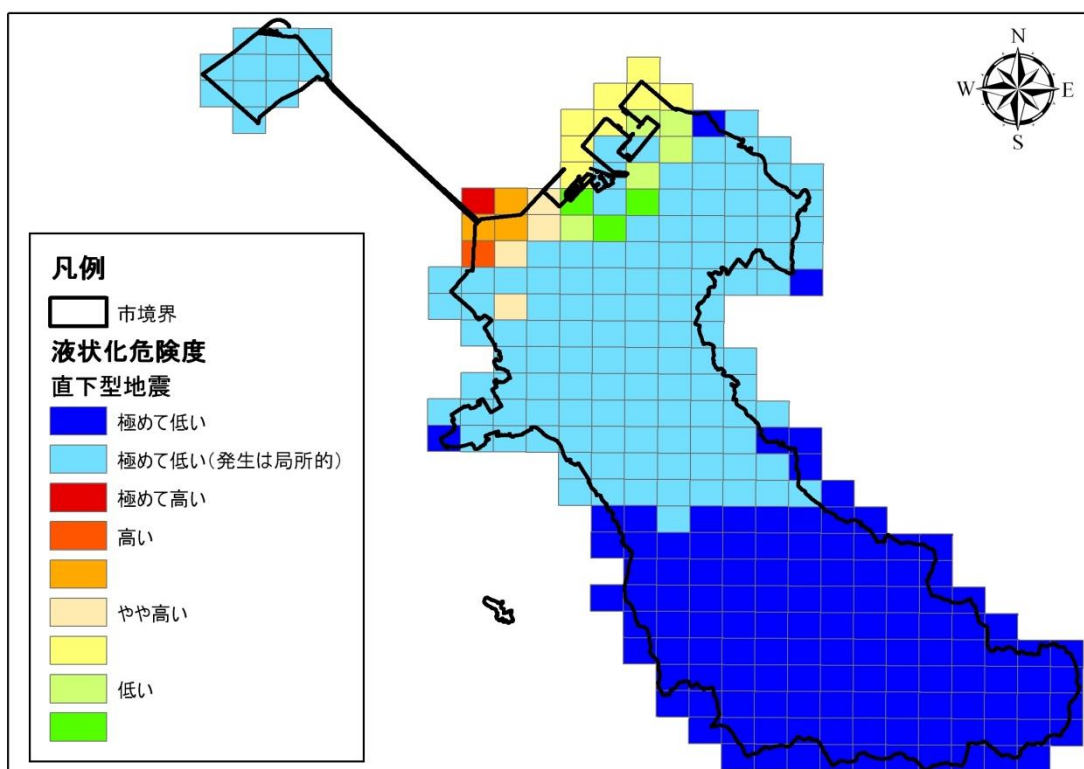 N
W E
S
凡例
市境界
液状化危険度
直下型地震
極めて低い
極めて低い(発生は局所的)
極めて高い
高い
やや高い
低い